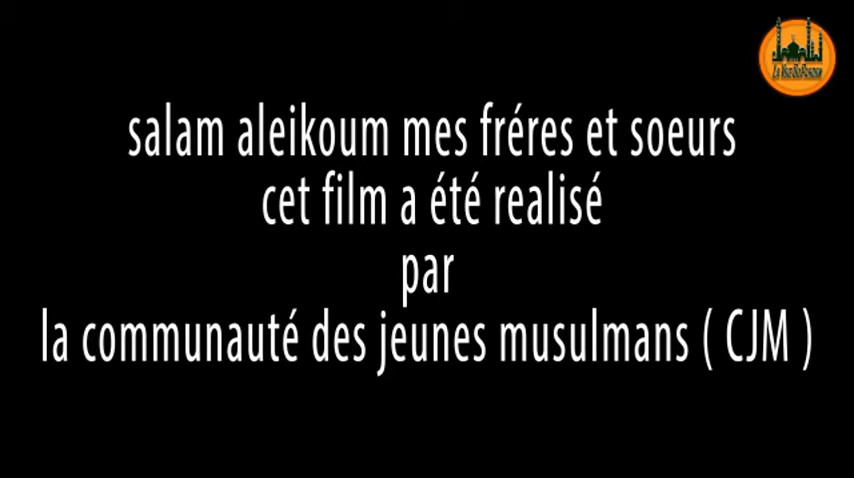 salam aleikoum mes fréres et soeurs
cet film a été realisé
par
la communauté des jeunes musulmans ( CJM )